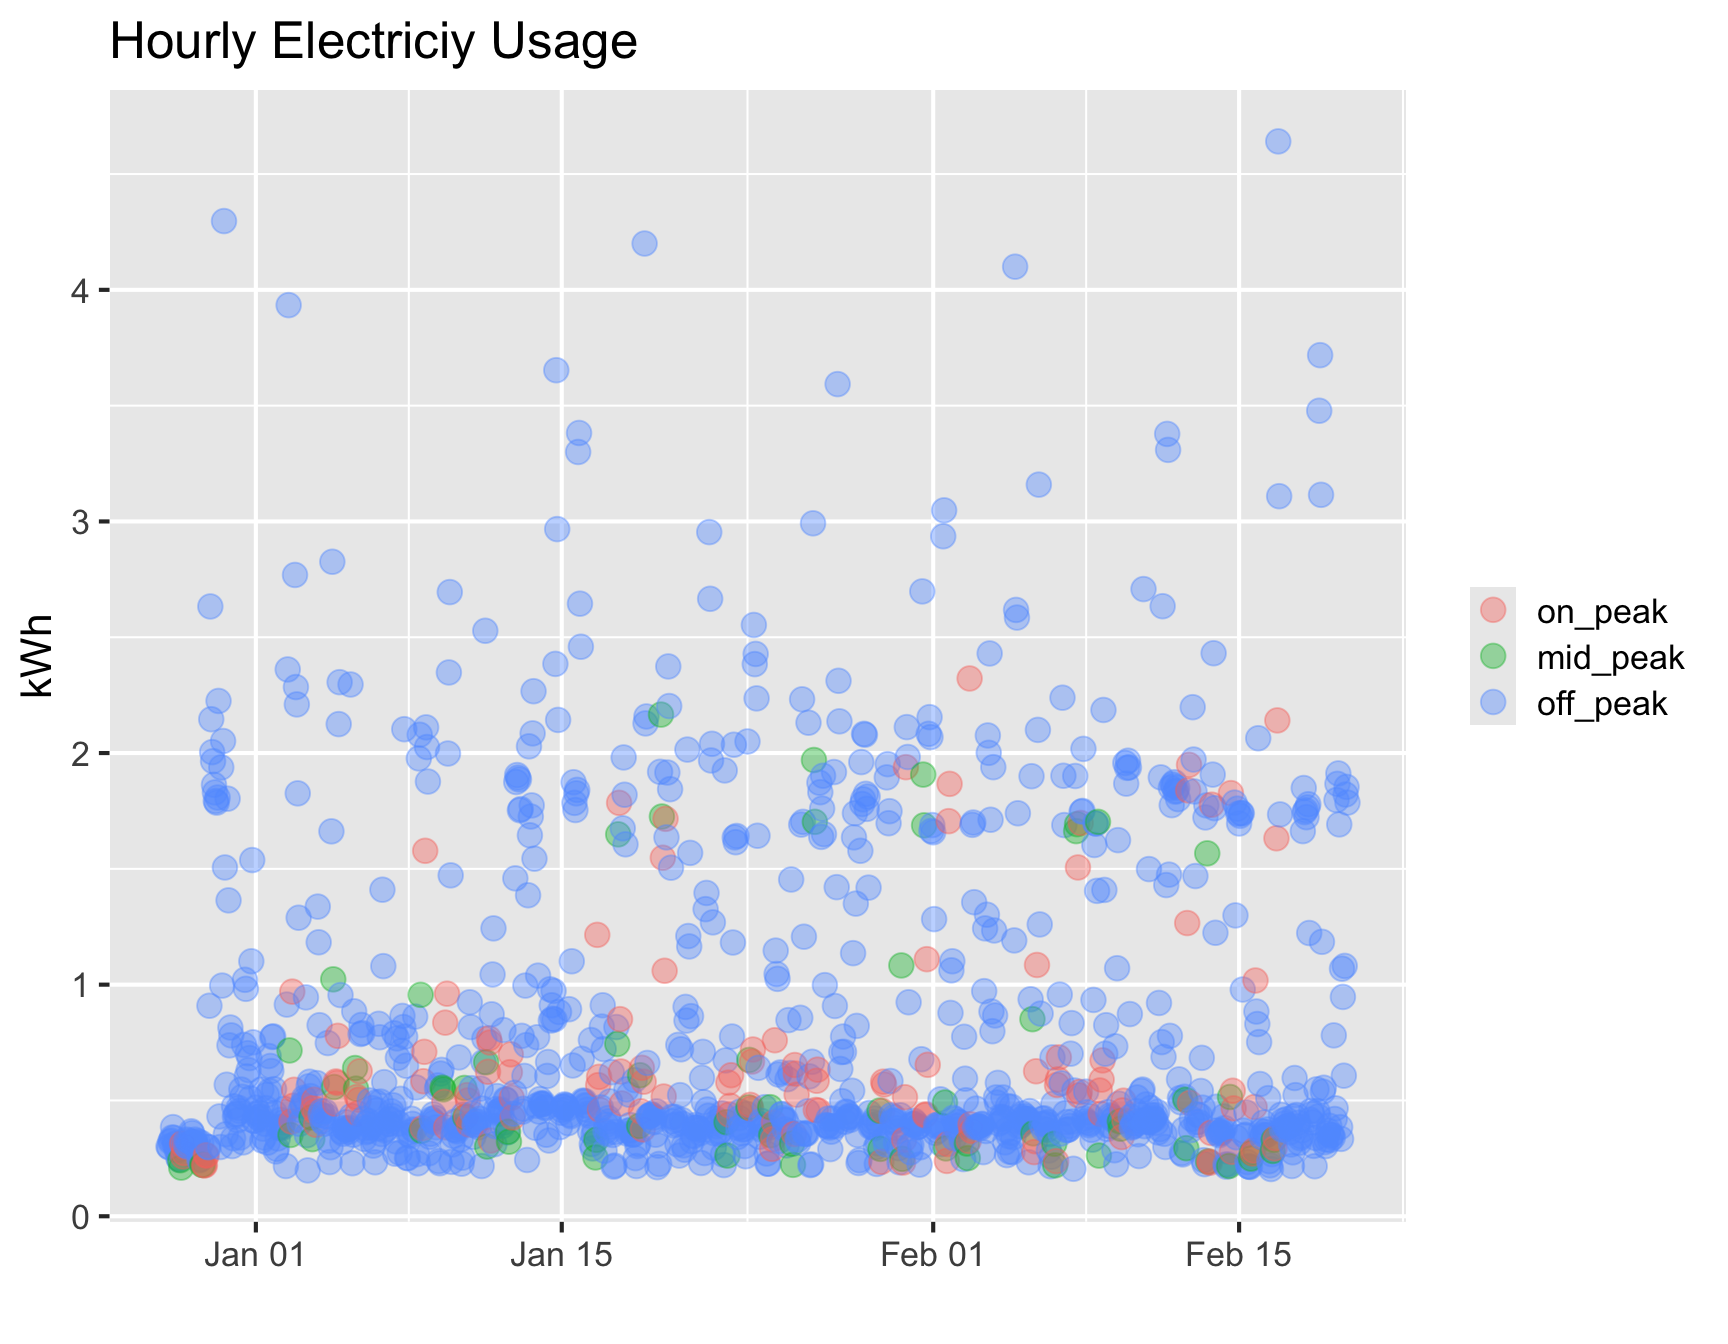 Hourly Electriciy Usage
kWh
4
3
2
1
0
Jan 01
Jan 15
Feb 01
Feb 15
on_peak
mid_peak
off_peak